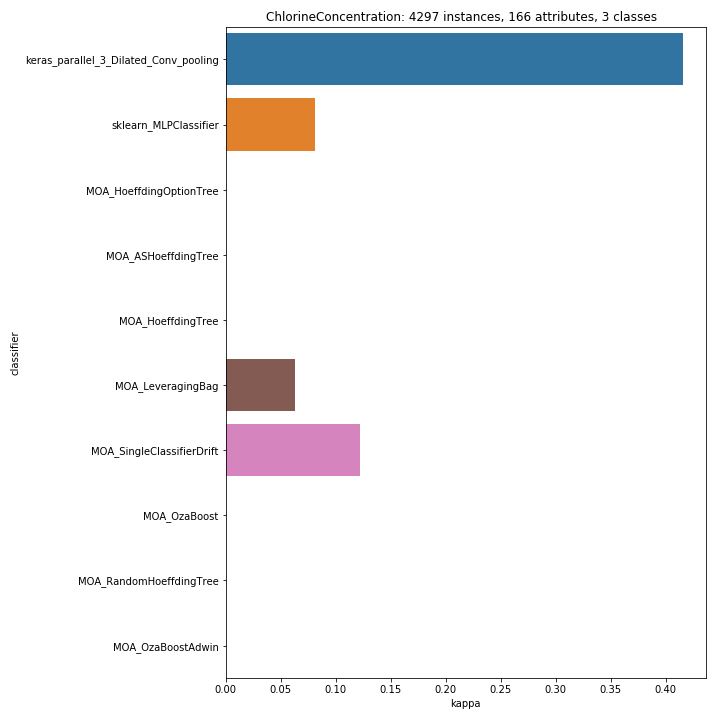 ChlorineConcentration: 4297 instances, 166 attributes, 3 classes
keras_parallel_3_Dilated_Conv_pooling
sklearn_MLPClassifier
MOA_HoeffdingOptionTree
MOA_ASHoeffdingTree
MOA_HoeffdingTree
classifier
MOA_LeveragingBag
MOA_SingleClassifierDrift
MOA_OzaBoost
MOA_RandomHoeffdingTree
MOA_OzaBoostAdwin
0.00 0.05 0.10 0.15 0.20 0.25 0.30 0.35 0.40
kappa